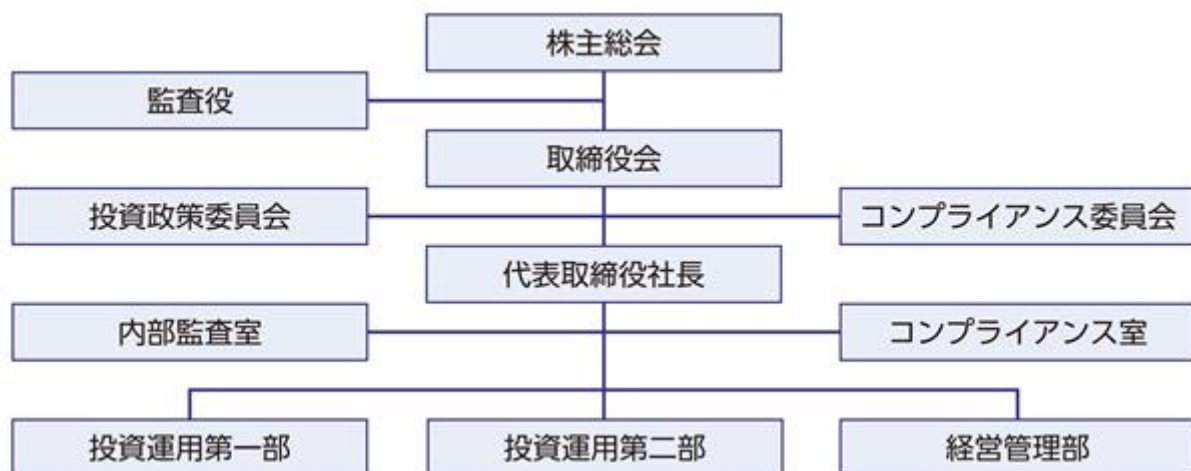 株主総会
監査役
取締役会
投資政策委員会
コンプライアンス委員会
代表取締役社長
内部監査室
コンプライアンス室
投資運用第一部
投資運用第二部
経営管理部